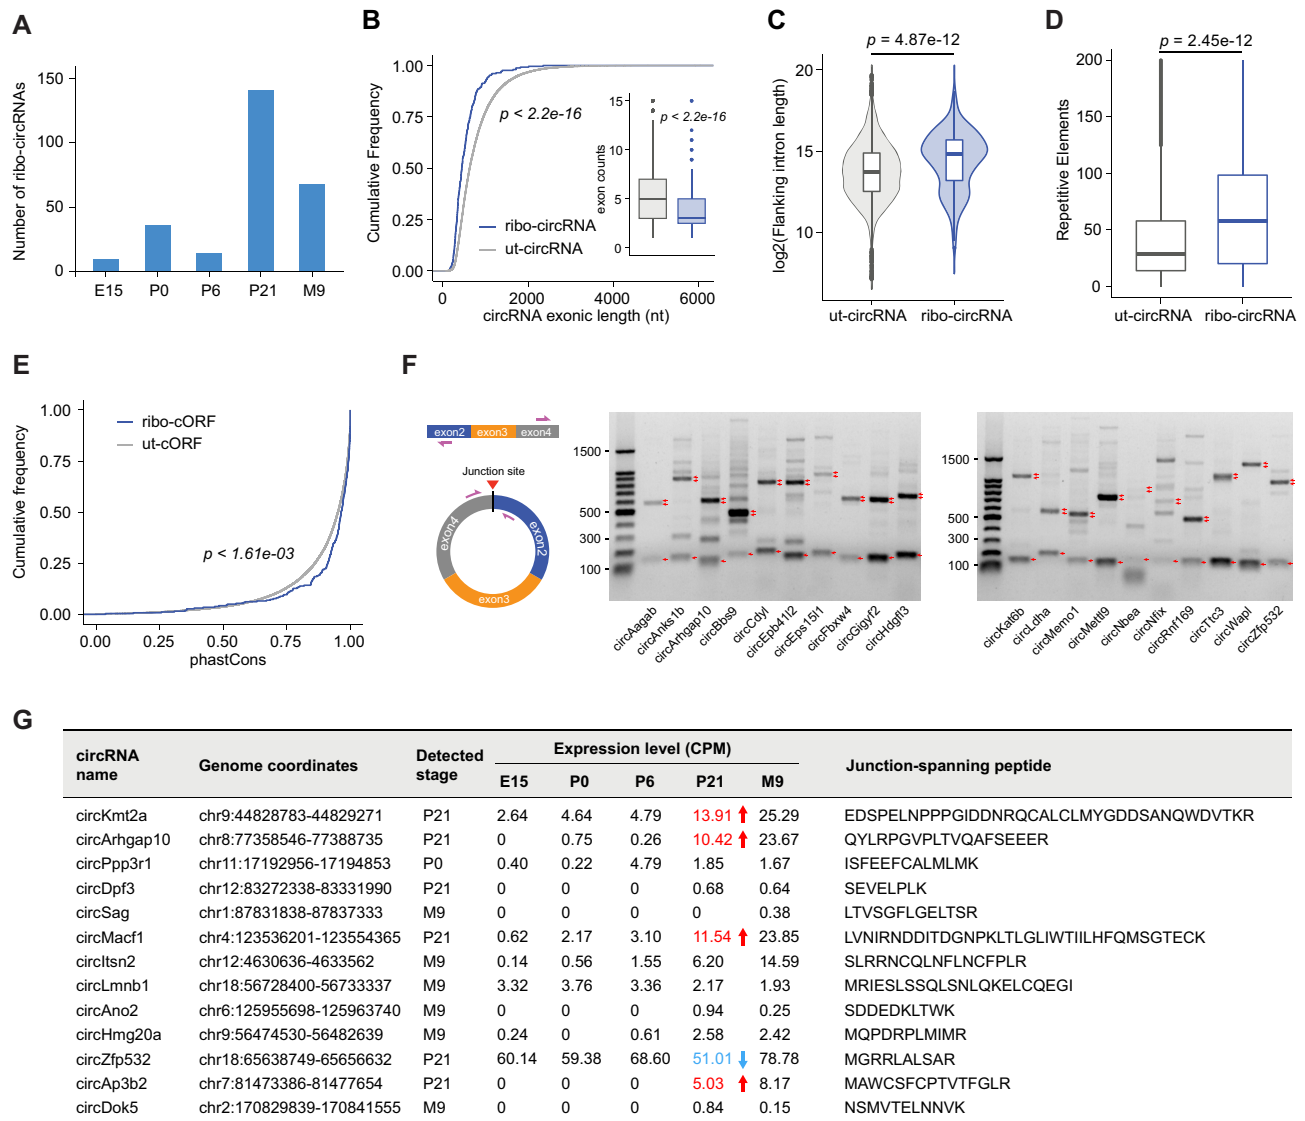 A
Number of ribo-circRNAs
150
100
50
0
E15 P0 P6 P21 M9
B
Cumulative Frequency
1.00
0.75
0.50
0.25
0.00
p < 2.2e-16
ribo-circRNA
ut-circRNA
exon counts
15
10
5
0
p < 2.2e-16
0 2000 4000 6000
circRNA exonic length (nt)
C
p = 4.87e-12
log2(Flanking intron length)
20
15
10
ut-circRNA ribo-circRNA
D
p = 2.45e-12
Repetitive Elements
200
150
100
50
0
ut-circRNA ribo-circRNA
E
Cumulative frequency
1.00
0.75
0.50
0.25
0.00
ribo-cORF
ut-cORF
p < 1.61e-03
0.00 0.25 0.50 0.75 1.00
phastCons
F
exon2 exon3 exon4
Junction site
exon4
exon2
exon3
1500
500
300
100
circAagab
circAnks1b
circArhgap10
circBbs9
circCdyl
circEpb41l2
circEps15l1
circFbxw4
circGigyf2
circHdgfl3
1500
500
300
100
circKat6b
circLdha
circMemo1
circMettl9
circNbea
circNfix
circRnf169
circTtc3
circWapl
circZfp532
G
circRNA name Genome coordinates Detected stage Expression level (CPM) Junction-spanning peptide
E15 P0 P6 P21 M9
circKmt2a chr9:44828783-44829271 P21 2.64 4.64 4.79 13.91 25.29 EDSPELNPPPGIDDNRQCALCLMYGDDSANQWDVTKR
circArhgap10 chr8:77358546-77388735 P21 0 0.75 0.26 10.42 23.67 QYLRPGVPLTVQAFSEEER
circPpp3r1 chr11:17192956-17194853 P0 0.40 0.22 4.79 1.85 1.67 ISFEEFCALMLMK
circDpf3 chr12:83272338-83331990 P21 0 0 0 0.68 0.64 SEVELPLK
circSag chr1:87831838-87837333 M9 0 0 0 0 0.38 LTVSGFLGELTSR
circMacf1 chr4:123536201-123554365 P21 0.62 2.17 3.10 11.54 23.85 LVNIRNDDITDGNPKLTLGLIWTIILHFQMSGTECK
circItsn2 chr12:4630636-4633562 M9 0.14 0.56 1.55 6.20 14.59 SLRRNCQLNFLNCFPLR
circLmnb1 chr18:56728400-56733337 M9 3.32 3.76 3.36 2.17 1.93 MRIESLSSQLSNLQKELCQEGI
circAno2 chr6:125955698-125963740 M9 0 0 0 0.94 0.25 SDDEDKLTWK
circHmg20a chr9:56474530-56482639 M9 0.24 0 0.61 2.58 2.42 MQPDRPLMIMR
circZfp532 chr18:65638749-65656632 P21 60.14 59.38 68.60 51.01 78.78 MGRRLALSAR
circAp3b2 chr7:81473386-81477654 P21 0 0 0 5.03 8.17 MAWCSFCPTVTFGLR
circDok5 chr2:170829839-170841555 M9 0 0 0 0.84 0.15 NSMVTELNNVK